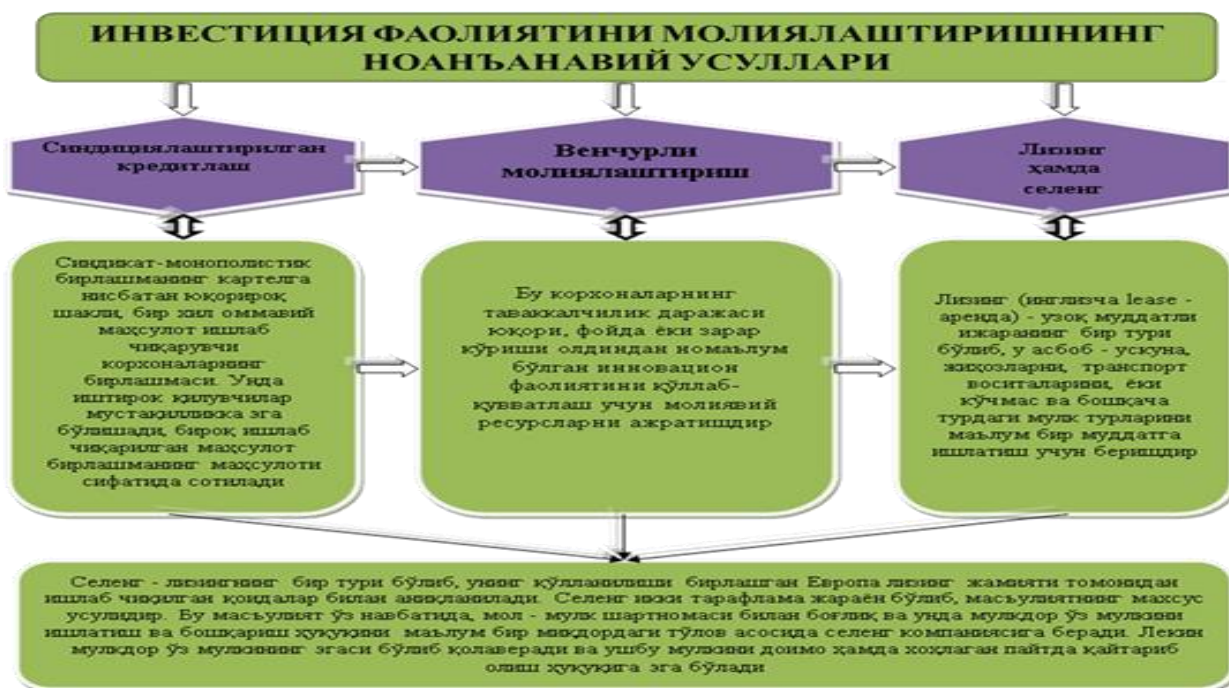 ИНВЕСТИЦИЯ ФАОЛИЯТИНИ МОЛИЯЛАШТИРИШНИНГ
НОАНЪАНАВИЙ УСУЛЛАРИ
Синдициялаштирилган
кредитлаш
Венчурли
молиялаштириш
Лизинг
ҳамда
селенг
Синдикат-монополистик
бирлашманинг картелга
нисбатан юқорироқ
шакли, бир хил оммавий
маҳсулот ишлаб
чиқарувчи
корхоналарнинг
бирлашмаси. Унда
иштирок қилувчилар
мустақилликка эга
бўлишади, бироқ ишлаб
чиқарилган маҳсулот
бирлашманинг маҳсулоти
сифатида сотилади
Бу корхоналарнинг
таваккалчилик даражаси
юқори, фойда ёки зарар
кўриши олдиндан номаълум
бўлган инновацион
фаолиятини қўллаб-
қувватлаш учун молиявий
ресурсларни ажратишдир
Лизинг (инглизча lease -
аренда) - узоқ муддатли
ижаранинг бир тури
бўлиб, у асбоб - ускуна,
жиҳозларни, транспорт
воситаларини, ёки
кўчмас ва бошқача
турдаги мулк турларини
маълум бир муддатга
ишлатиш учун беришдир
Селенг - лизингнинг бир тури бўлиб, унинг қўлланилиши бирлашган Европа лизинг жамияти томонидан
ишлаб чиқилган қоидалар билан аниқланилади. Селенг икки тарафлама жараён бўлиб, масъулиятнинг махсус
усулидир. Бу масъулият ўз навбатида, мол - мулк шартномаси билан боғлиқ ва унда мулкдор ўз мулкини
ишлатиш ва бошқариш ҳуқуқини маълум бир миқдордаги тўлов асосида селенг компаниясига беради. Лекин
мулкдор ўз мулкининг эгаси бўлиб қолаверади ва ушбу мулкини доимо ҳамда хоҳлаган пайтда қайтариб
олиш ҳуқуқига эга бўлади